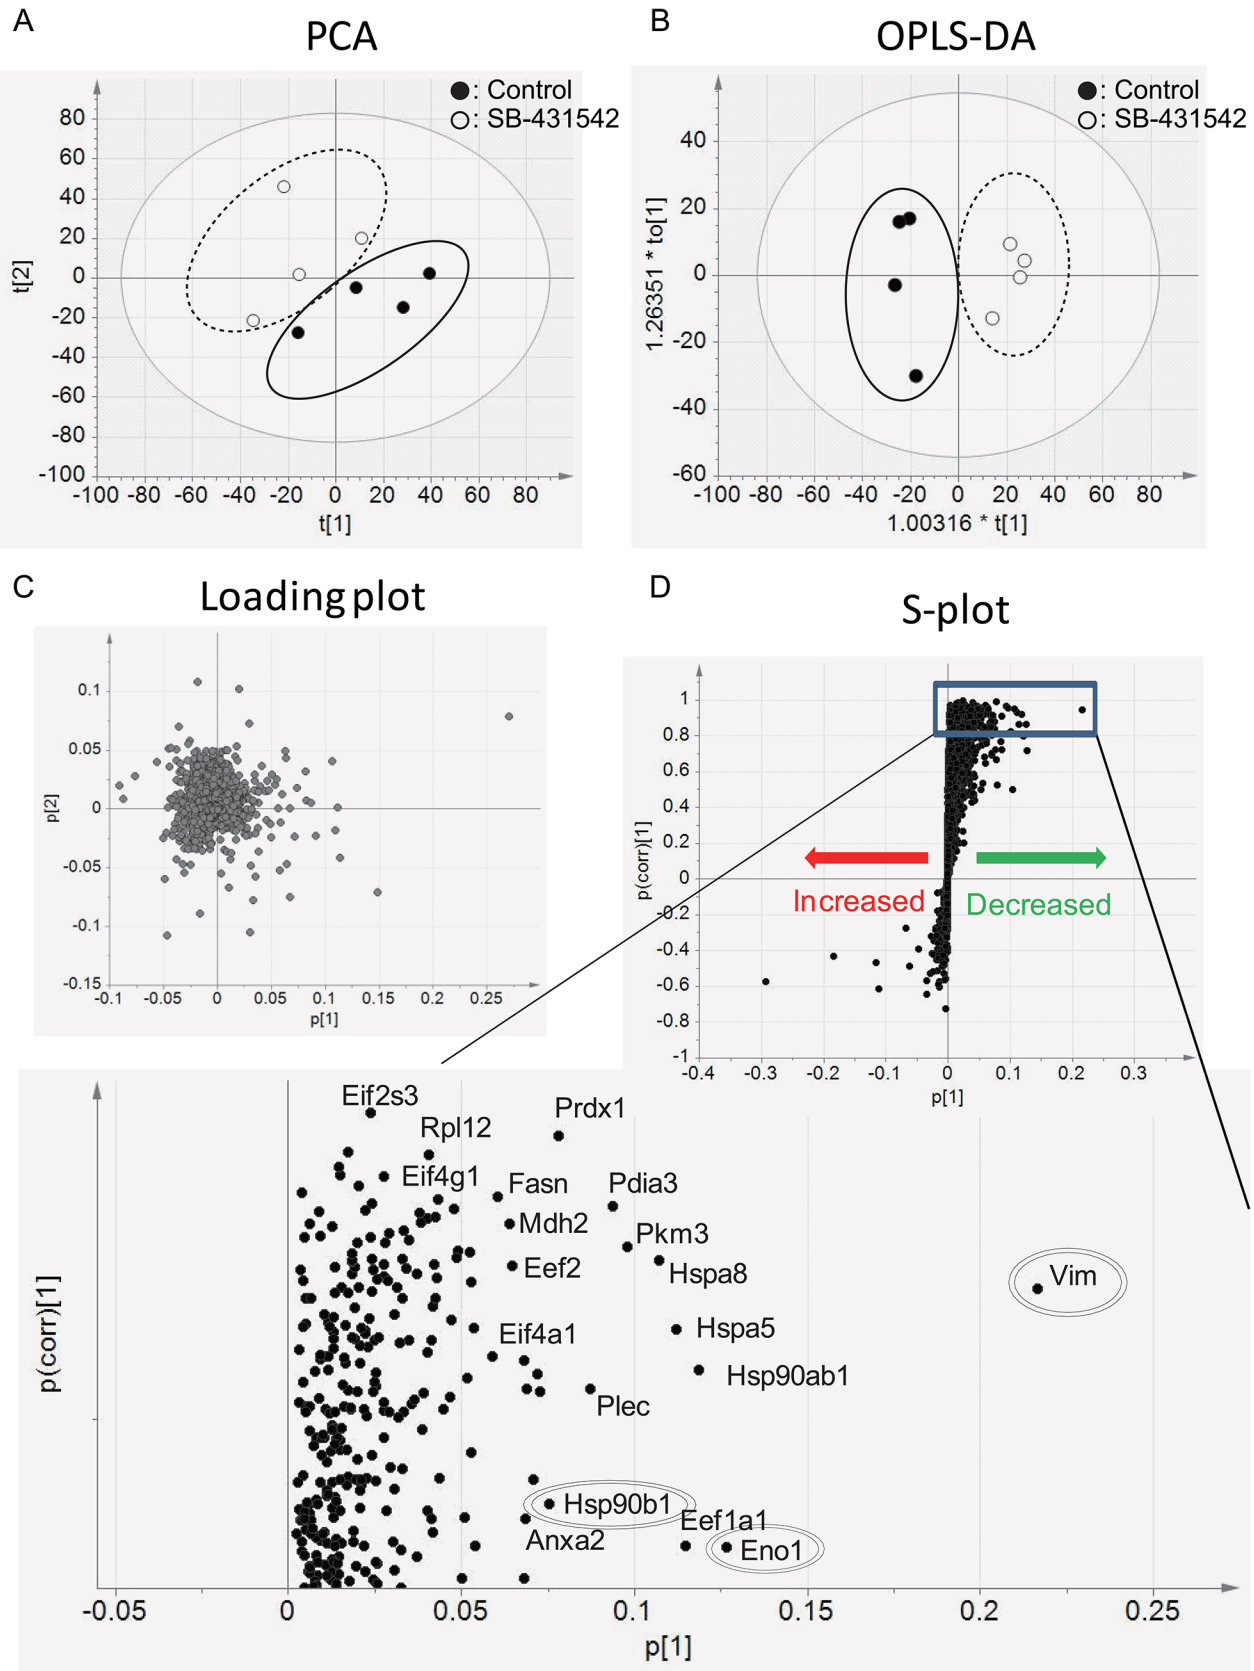 A
PCA
: Control
: SB-431542
80
60
40
20
0
-20
-40
-60
-80
-100
t[2]
-100 -80 -60 -40 -20 0 20 40 60 80
t[1]
B
OPLS-DA
: Control
: SB-431542
40
20
0
-20
-40
-60
1.26351 * to[1]
-100 -80 -60 -40 -20 0 20 40 60 80
1.00316 * t[1]
C
Loading plot
0.1
0.05
0
-0.05
-0.1
-0.15
p[2]
-0.1 -0.05 0 0.05 0.1 0.15 0.2 0.25
p[1]
D
S-plot
1
0.8
0.6
0.4
0.2
0
-0.2
-0.4
-0.6
-0.8
-1
p(corr)[1]
Increased
Decreased
-0.4 -0.3 -0.2 -0.1 0 0.1 0.2 0.3
p[1]
Eif2s3
Prdx1
Rpl12
Eif4g1
Fasn
Pdia3
Mdh2
Pkm3
Eef2
Hspa8
Vim
Eif4a1
Hspa5
Hsp90ab1
Plec
Hsp90b1
Eef1a1
Anxa2
Eno1
p(corr)[1]
-0.05 0 0.05 0.1 0.15 0.2 0.25
p[1]